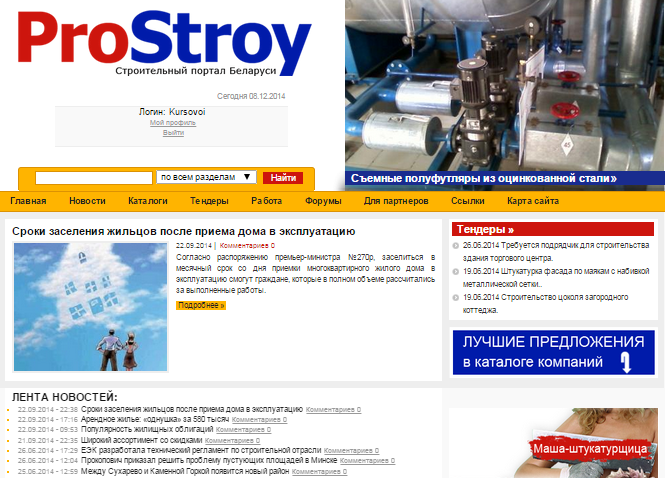 ProStroy
Строительный портал Беларуси
Сегодня 08.12.2014
Логин: Kursovoi
Мой профиль
Выйти
по всем разделам ▼ Найти
Съемные полуфутляры из оцинкованной стали»
Главная Новости Каталоги Тендеры Работа Форумы Для партнеров Ссылки Карта сайта
Сроки заселения жильцов после приема дома в эксплуатацию
22.09.2014 | Комментариев 0
Согласно распоряжению премьер-министра №270р, заселиться в
месячный срок со дня приемки многоквартирного жилого дома в
эксплуатацию смогут граждане, которые в полном объеме рассчитались
за выполненные работы.
Подробнее »
Тендеры »
26.06.2014 Требуется подрядчик для строительства
здания торгового центра.
19.06.2014 Штукатурка фасада по маякам с набивкой
металлической сетки..
19.06.2014 Строительство цоколя загородного
коттеджа.
ЛУЧШИЕ ПРЕДЛОЖЕНИЯ
в каталоге компаний
ЛЕНТА НОВОСТЕЙ:
22.09.2014 - 22:38 Сроки заселения жильцов после приема дома в эксплуатацию Комментариев 0
22.09.2014 - 17:16 Арендное жилье: «однушка» за 580 тысяч Комментариев 0
22.09.2014 - 09:53 Популярность жилищных облигаций Комментариев 0
21.09.2014 - 22:35 Широкий ассортимент со скидками Комментариев 0
26.06.2014 - 17:29 ЕЭК разработала технический регламент по строительной отрасли Комментариев 0
26.06.2014 - 12:04 Прокопович приказал решить проблему пустующих площадей в Минске Комментариев 0
25.06.2014 - 12:59 Между Сухарево и Каменной Горкой появится новый район Комментариев 0
Маша-штукатурщица